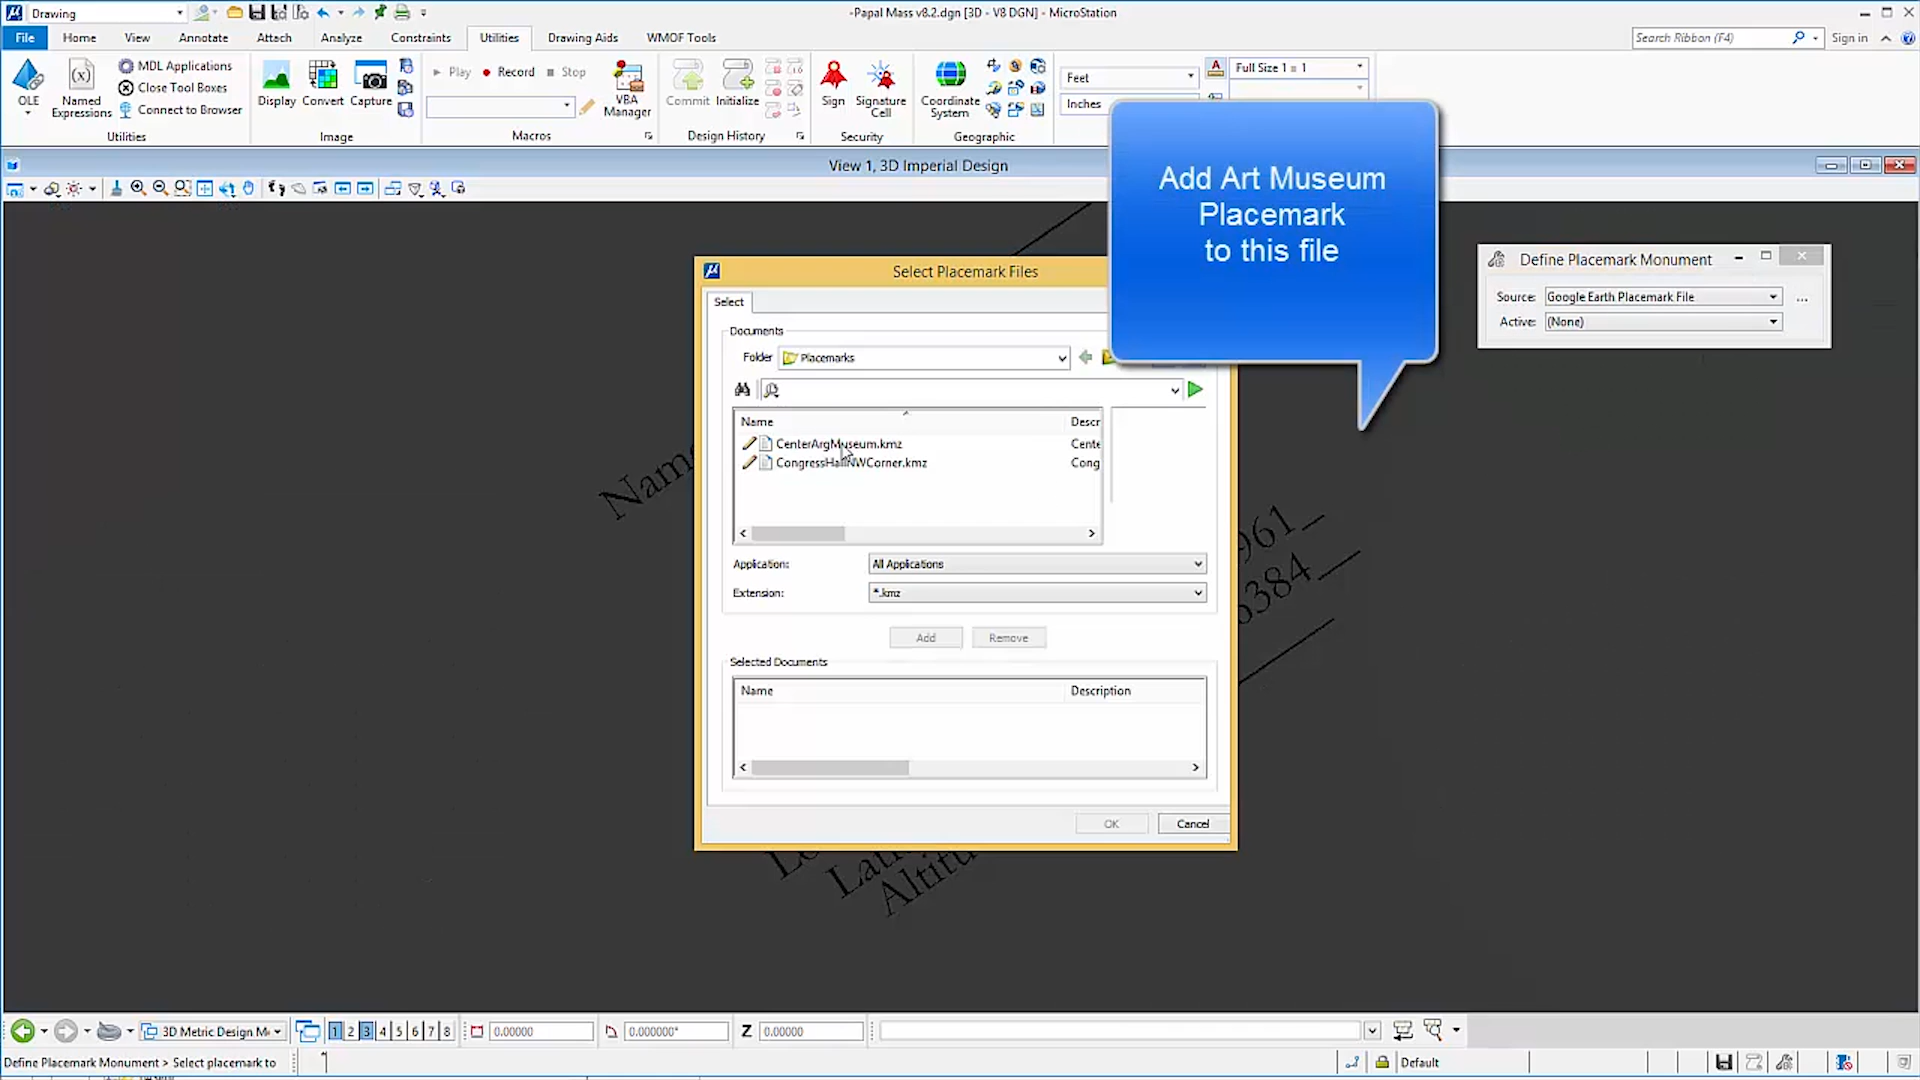 Drawing
-Papal Mass v8.2.dgn [3D - V8 DGN] - MicroStation
File Home View Annotate Attach Analyze Constraints Utilities Drawing Aids WMOF Tools
Search Ribbon (F4)
Sign in
OLE
Named Expressions
MDL Applications
Close Tool Boxes
Connect to Browser
Utilities
Display Convert Capture
Image
Play Record Stop
VBA Manager
Macros
Commit Initialize
Design History
Sign
Signature Cell
Security
Coordinate System
Geographic
Feet
Inches
Full Size 1 = 1
View 1, 3D Imperial Design
Add Art Museum
Placemark
to this file
Define Placemark Monument
Source: Google Earth Placemark File ...
Active: (None)
Select Placemark Files
Select
Documents
Folder Placemarks
Name Descr
CenterArgMuseum.kmz Cente
CongressHallNWCorner.kmz Cong
Application: All Applications
Extension: *.kmz
Add Remove
Selected Documents
Name Description
OK Cancel
Name
961_
6384_
Lati
Altitu
3D Metric Design Mo
1 2 3 4 5 6 7 8
0.00000
0.000000°
Z 0.00000
Define Placemark Monument > Select placemark to
Default